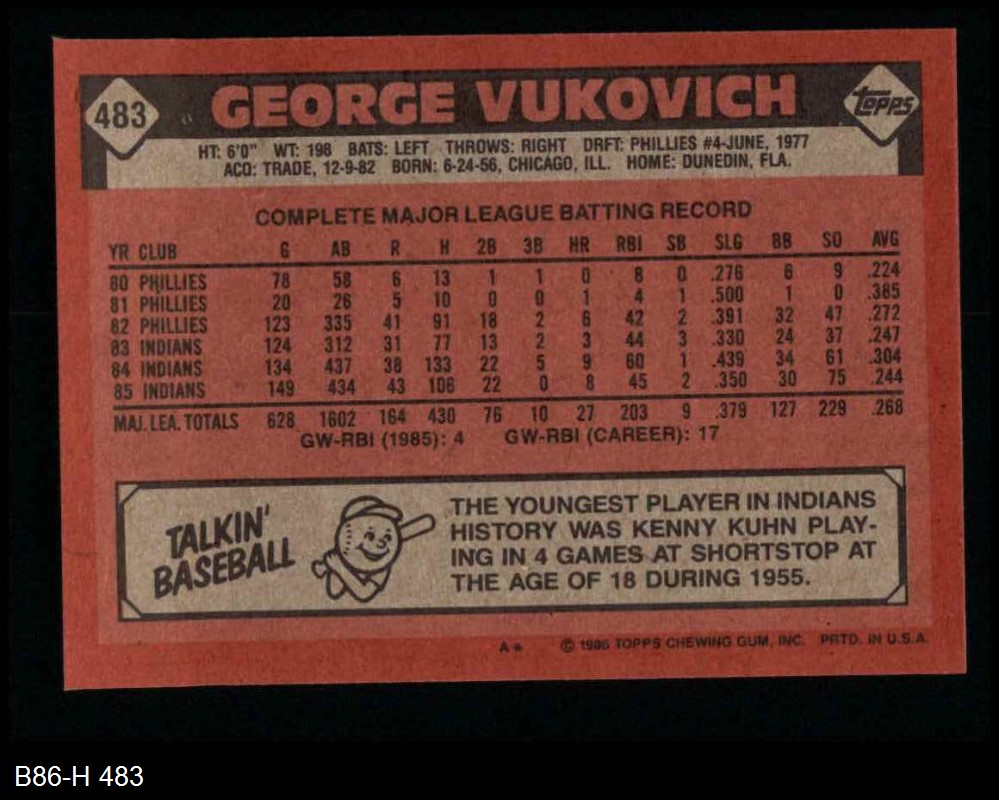 483 GEORGE VUKOVICH Topps
HT: 6'0" WT: 198 BATS: LEFT THROWS: RIGHT DRFT: PHILLIES #4-JUNE, 1977
ACQ: TRADE, 12-9-82 BORN: 6-24-56, CHICAGO, ILL. HOME: DUNEDIN, FLA.
COMPLETE MAJOR LEAGUE BATTING RECORD
YR CLUB G AB R H 2B 3B HR RBI SB SLG BB SO AVG
80 PHILLIES 78 58 6 13 1 1 0 8 0 .276 6 9 .224
81 PHILLIES 20 26 5 10 0 0 1 4 1 .500 1 0 .385
82 PHILLIES 123 335 41 91 18 2 6 42 2 .391 32 47 .272
83 INDIANS 124 312 31 77 13 2 3 44 3 .330 24 37 .247
84 INDIANS 134 437 38 133 22 5 9 60 1 .439 34 61 .304
85 INDIANS 149 434 43 106 22 0 8 45 2 .350 30 75 .244
MAJ. LEA. TOTALS 628 1602 164 430 76 10 27 203 9 .379 127 229 .268
GW-RBI (1985): 4 GW-RBI (CAREER): 17
TALKIN'
BASEBALL
THE YOUNGEST PLAYER IN INDIANS
HISTORY WAS KENNY KUHN PLAY-
ING IN 4 GAMES AT SHORTSTOP AT
THE AGE OF 18 DURING 1955.
A* © 1986 TOPPS CHEWING GUM, INC. PRTD. IN U.S.A.
B86-H 483